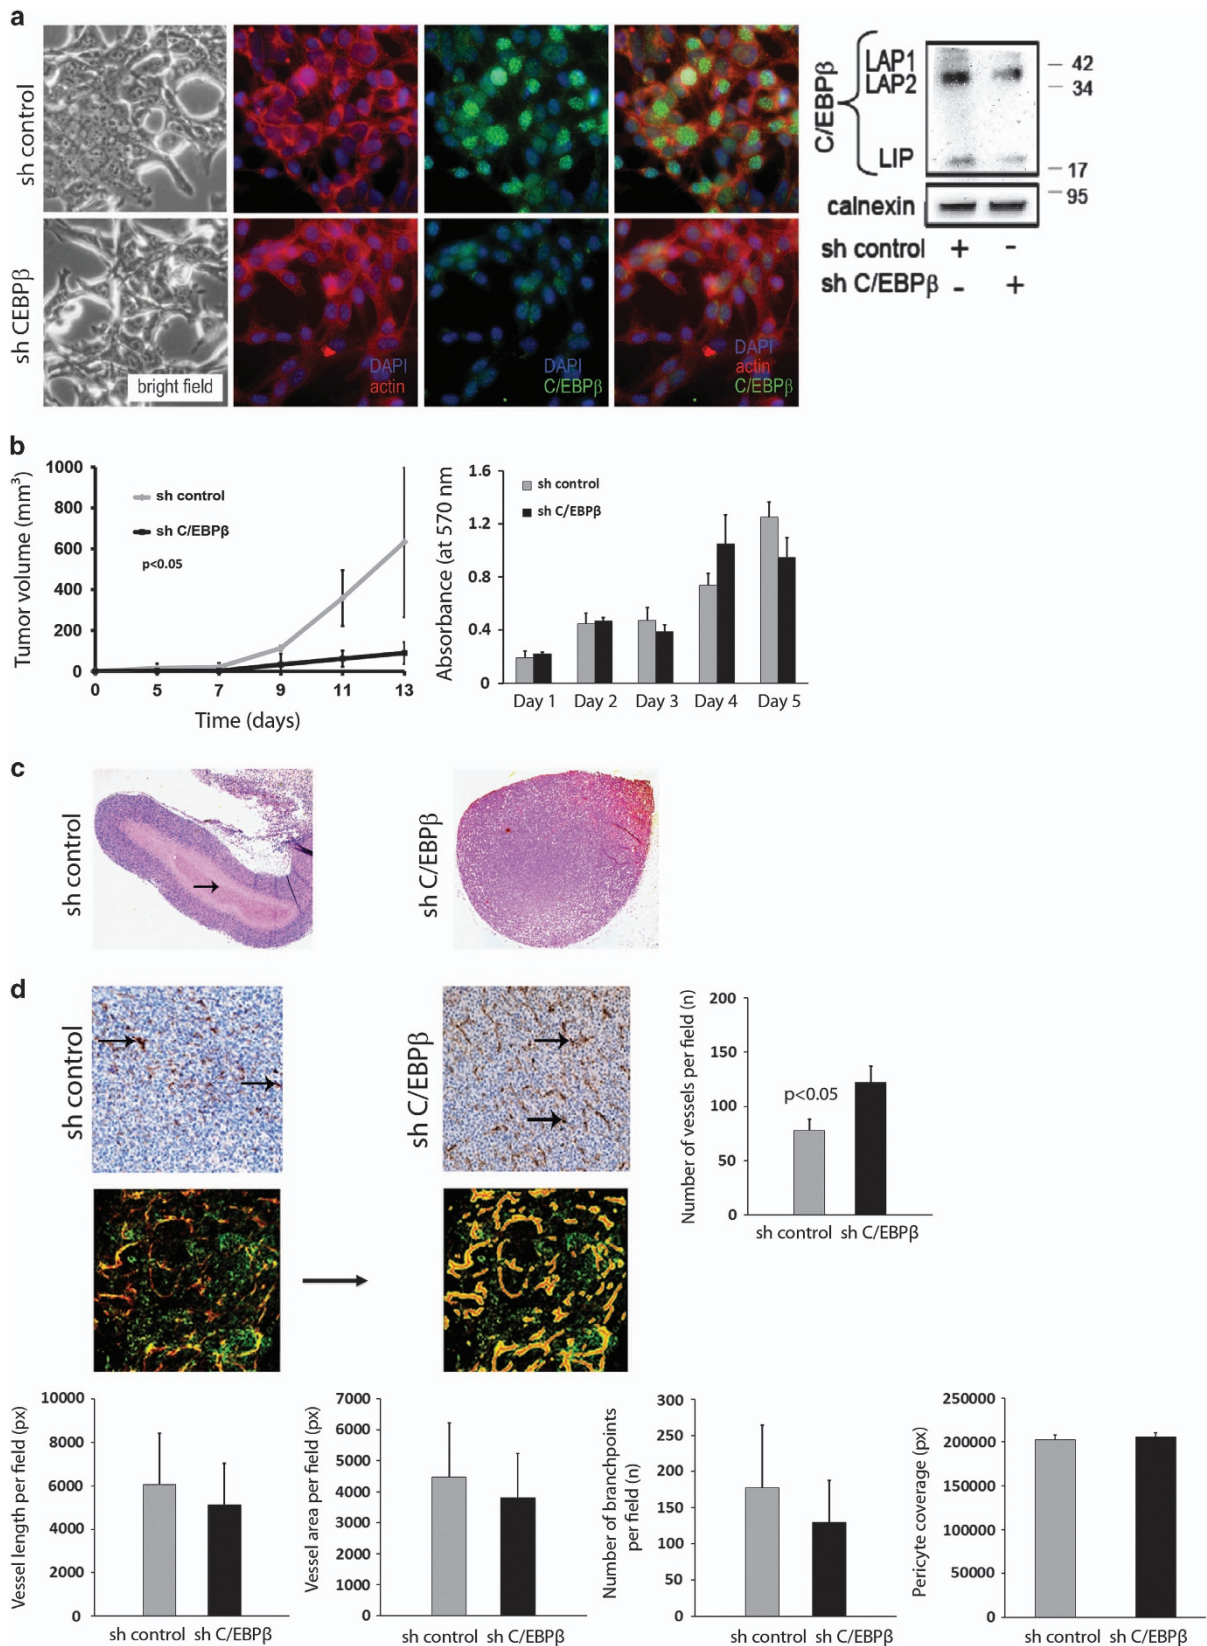 a
sh control
sh CEBPβ
bright field
DAPI
actin
DAPI
C/EBPβ
DAPI
actin
C/EBPβ
C/EBPβ
LAP1
LAP2
LIP
42
34
17
95
calnexin
sh control + -
sh C/EBPβ - +
b
Tumor volume (mm³)
1000
800
600
400
200
0
sh control
sh C/EBPβ
p<0.05
0 5 7 9 11 13
Time (days)
Absorbance (at 570 nm
1.6
1.2
0.8
0.4
0
sh control
sh C/EBPβ
Day 1 Day 2 Day 3 Day 4 Day 5
c
sh control
sh C/EBPβ
d
sh control
sh C/EBPβ
Number of vessels per field (n)
200
150
100
50
0
p<0.05
sh control sh C/EBPβ
Vessel length per field (px)
10000
8000
6000
4000
2000
0
sh control sh C/EBPβ
Vessel area per field (px)
7000
6000
5000
4000
3000
2000
1000
0
sh control sh C/EBPβ
Number of branchpoints
per field (n)
300
250
200
150
100
50
0
sh control sh C/EBPβ
Pericyte coverage (px)
250000
200000
150000
100000
50000
0
sh control sh C/EBPβ